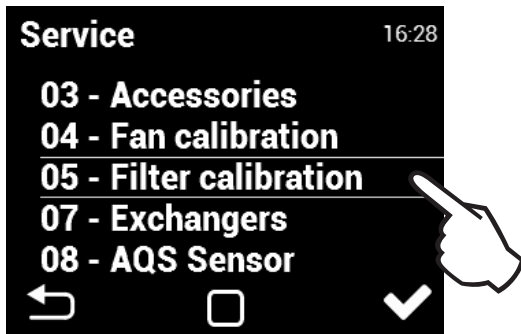 Service 16:28
03 - Accessories
04 - Fan calibration
05 - Filter calibration
07 - Exchangers
08 - AQS Sensor